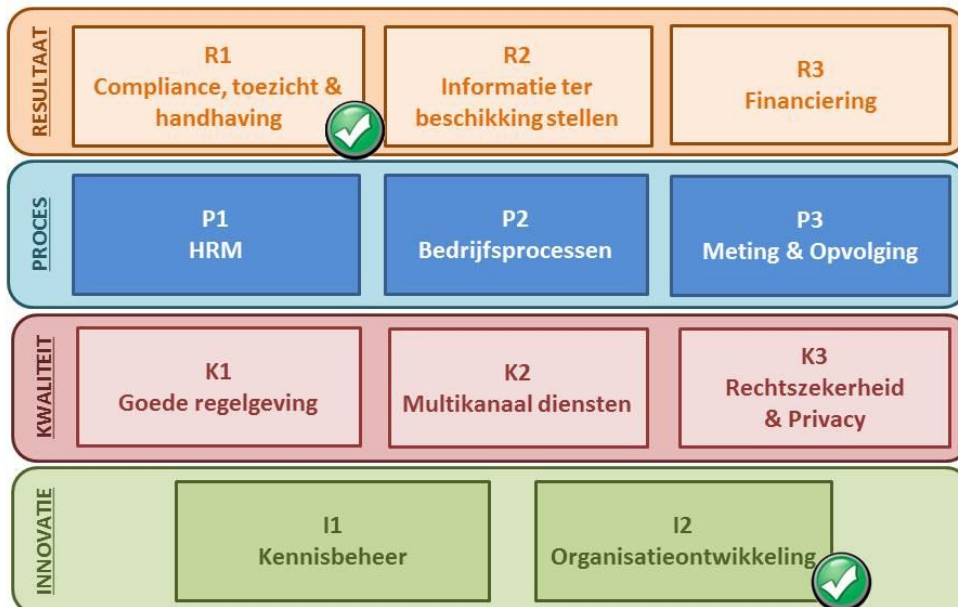 RESULTAAT
R1
Compliance, toezicht &
handhaving
R2
Informatie ter
beschikking stellen
R3
Financiering
PROCES
P1
HRM
P2
Bedrijfsprocessen
P3
Meting & Opvolging
KWALITEIT
K1
Goede regelgeving
K2
Multikanaal diensten
K3
Rechtszekerheid
& Privacy
INNOVATIE
I1
Kennisbeheer
I2
Organisatieontwikkeling